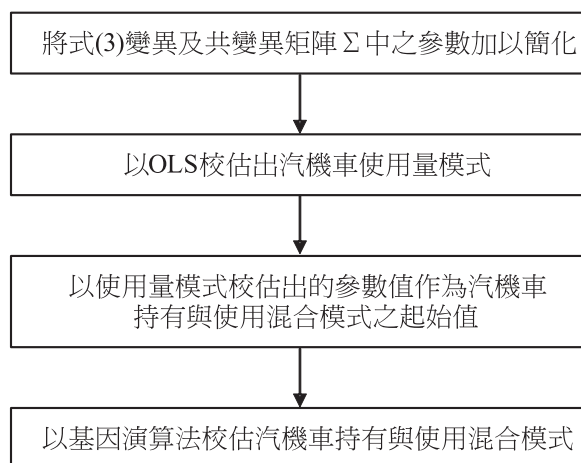 將式(3)變異及共變異矩陣Σ中之參數加以簡化
以OLS校估出汽機車使用量模式
以使用量模式校估出的參數值作為汽機車
持有與使用混合模式之起始值
以基因演算法校估汽機車持有與使用混合模式